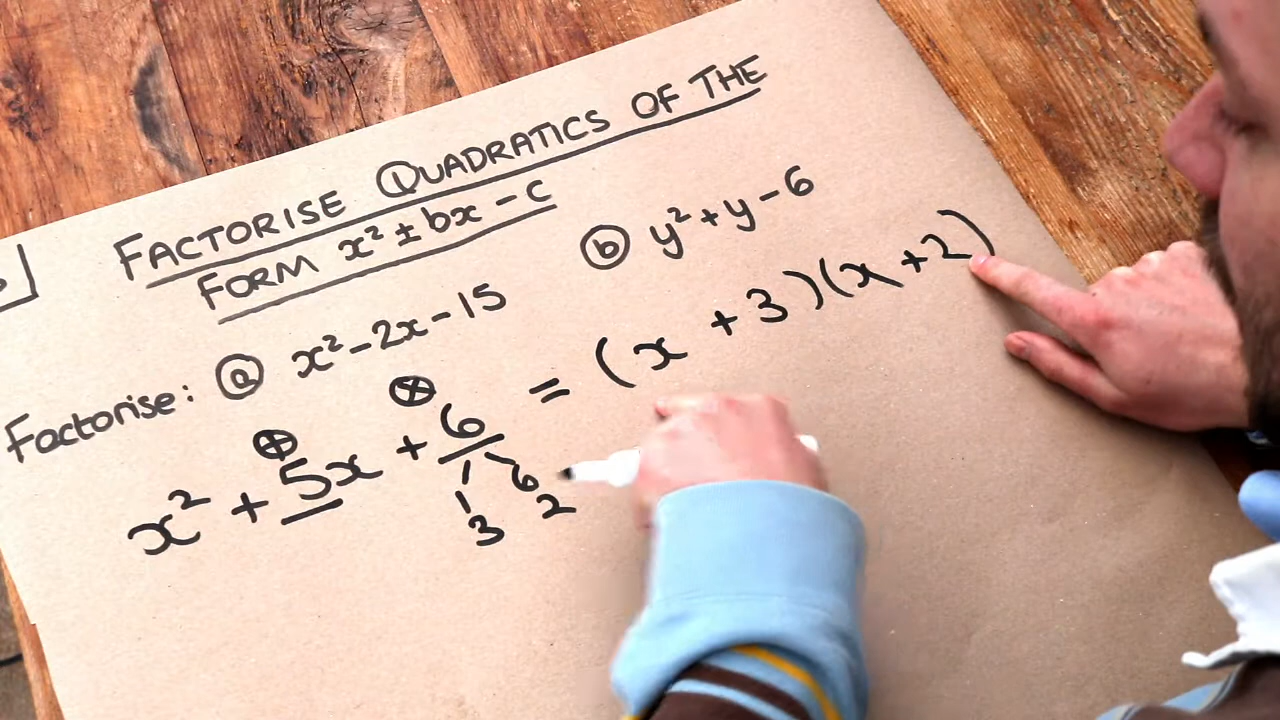 FACTORISE QUADRATICS OF THE
FORM x² ± bx - c
Factorise: ⓐ x² - 2x - 15 ⓑ y² + y - 6
⊕ ⊗
x² + 5x + 6 = (x + 3)(x + 2)
1 6
3 2